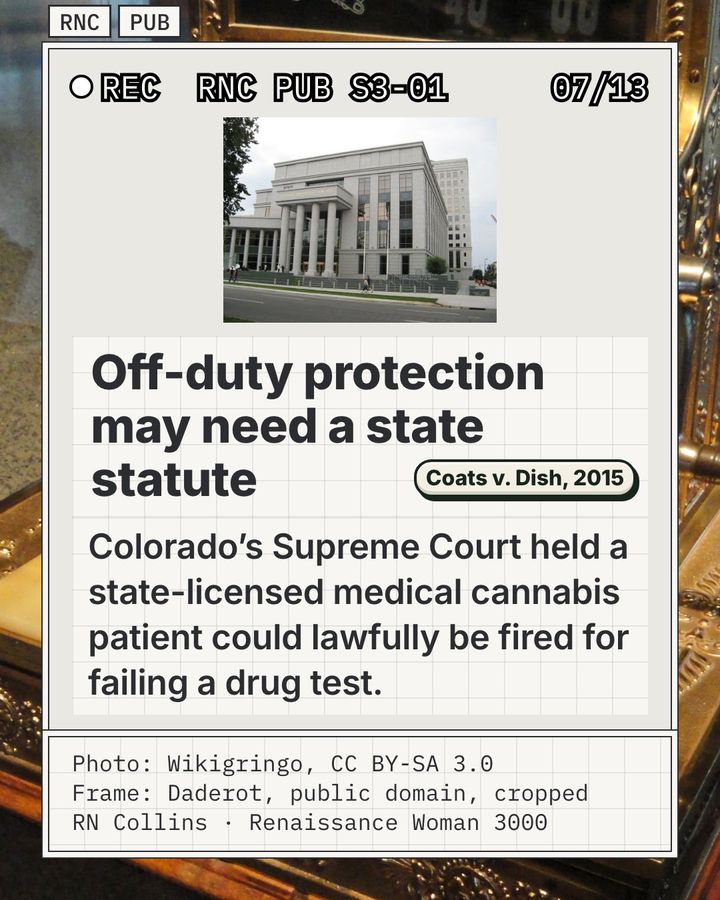 RNC PUB
REC RNC PUB S3-01 07/13
Off-duty protection
may need a state
statute
Coats v. Dish, 2015
Colorado’s Supreme Court held a
state-licensed medical cannabis
patient could lawfully be fired for
failing a drug test.
Photo: Wikigringo, CC BY-SA 3.0
Frame: Daderot, public domain, cropped
RN Collins · Renaissance Woman 3000